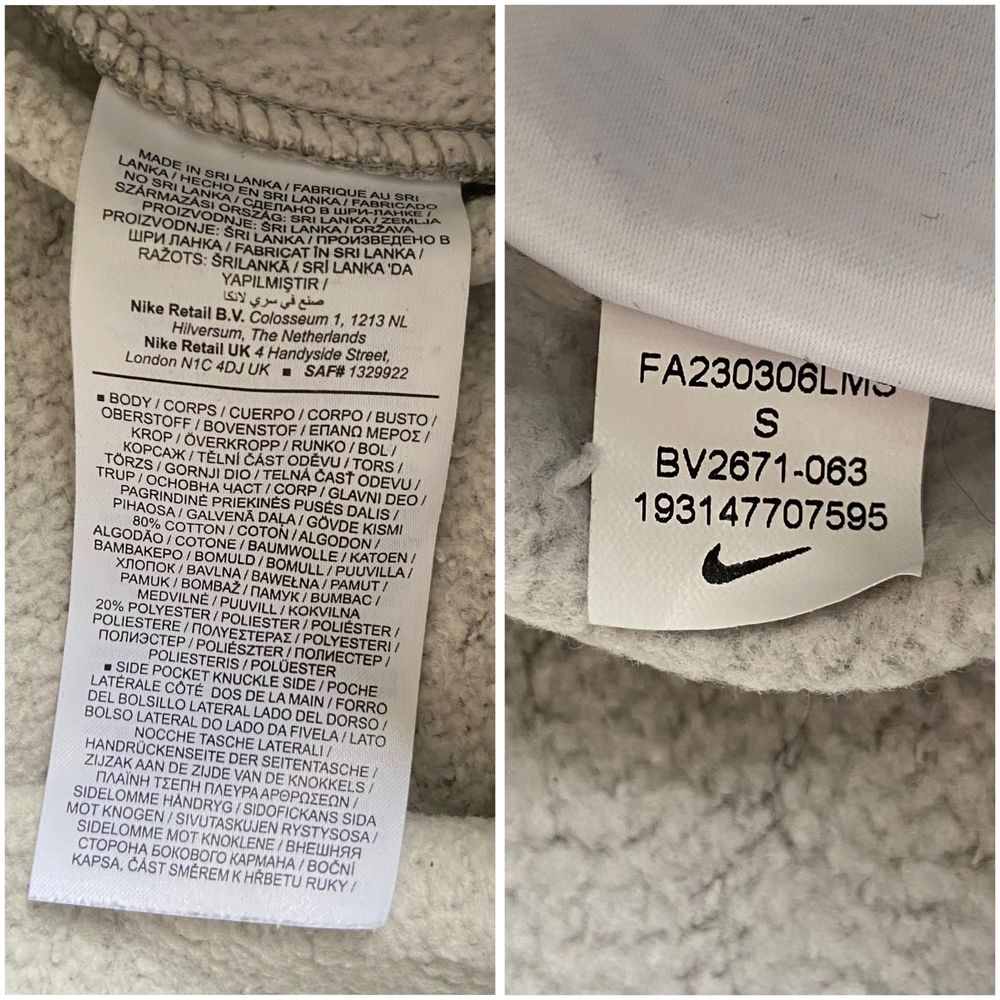 MADE IN SRI LANKA / FABRIQUE AU SRI
LANKA / HECHO EN SRI LANKA / FABRICADO
NO SRI LANKA / СДЕЛАНО В ШРИ-ЛАНКЕ /
SZÁRMAZÁSI ORSZÁG: SRI LANKA / ZEMLJA
PROIZVODNJE: ŠRI LANKA / DRŽAVA
PROIZVODNJE: ŠRI LANKA / ПРОИЗВЕДЕНО В
ШРИ ЛАНКА / FABRICAT ÎN SRI LANKA /
RAŽOTS: ŠRILANKĀ / SRİ LANKA 'DA
YAPILMIŞTIR /
صنع في سري لانكا
Nike Retail B.V. Colosseum 1, 1213 NL
Hilversum, The Netherlands
Nike Retail UK 4 Handyside Street,
London N1C 4DJ UK ■ SAF# 1329922
■ BODY / CORPS / CUERPO / CORPO / BUSTO /
OBERSTOFF / BOVENSTOF / ΕΠΑΝΩ ΜΕΡΟΣ /
KROP / ÖVERKROPP / RUNKO / BOL /
КОРСАЖ / TĚLNÍ ČÁST ODĚVU / TORS /
TÖRZS / GORNJI DIO / TELNÁ ČASŤ ODEVU /
TRUP / ОСНОВНА ЧАСТ / CORP / GLAVNI DEO /
PAGRINDINĖ PRIEKINĖS PUSĖS DALIS /
PIHAOSA / GALVENĀ DAĻA / GÖVDE KISMI
80% COTTON / COTON / ALGODON /
ALGODÃO / COTONE / BAUMWOLLE / KATOEN /
ΒΑΜΒΑΚΕΡΟ / BOMULD / BOMULL / PUUVILLA /
ХЛОПОК / BAVLNA / BAWEŁNA / PAMUT /
PAMUK / BOMBAŽ / ПАМУК / BUMBAC /
MEDVILNĖ / PUUVILL / KOKVILNA
20% POLYESTER / POLIESTER / POLIÉSTER /
POLIESTERE / ΠΟΛΥΕΣΤΕΡΑΣ / POLYESTERI /
ПОЛИЭСТЕР / POLIÉSZTER / ПОЛИЕСТЕР /
POLIESTERIS / POLÜESTER
■ SIDE POCKET KNUCKLE SIDE / POCHE
LATÉRALE CÔTÉ DOS DE LA MAIN / FORRO
DEL BOLSILLO LATERAL LADO DEL DORSO /
BOLSO LATERAL DO LADO DA FIVELA / LATO
NOCCHE TASCHE LATERALI /
HANDRÜCKENSEITE DER SEITENTASCHE /
ZIJZAK AAN DE ZIJDE VAN DE KNOKKELS /
ΠΛΑΪΝΗ ΤΣΕΠΗ ΠΛΕΥΡΑ ΑΡΘΡΩΣΕΩΝ /
SIDELOMME HÅNDRYG / SIDOFICKANS SIDA
MOT KNOGEN / SIVUTASKUJEN RYSTYSOSA /
SIDELOMME MOT KNOKLENE / ВНЕШНЯЯ
СТОРОНА БОКОВОГО КАРМАНА / BOČNÍ
KAPSA, ČÁST SMĚREM K HŘBETU RUKY /
FA230306LMS
S
BV2671-063
193147707595